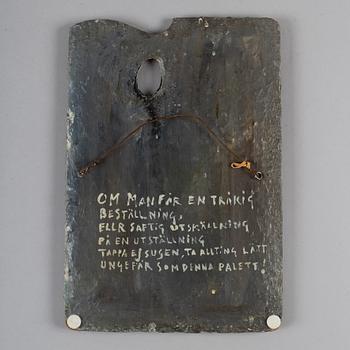 OM MAN FÅR EN TRÅKIG
BESTÄLLNING,
ELLR SAFTIG UTSKÄLLNING
PÅ EN UTSTÄLLNING
TAPPA EJ SUGEN, TA ALLTING LÄTT
UNGEFÄR SOM DENNA PALETT!